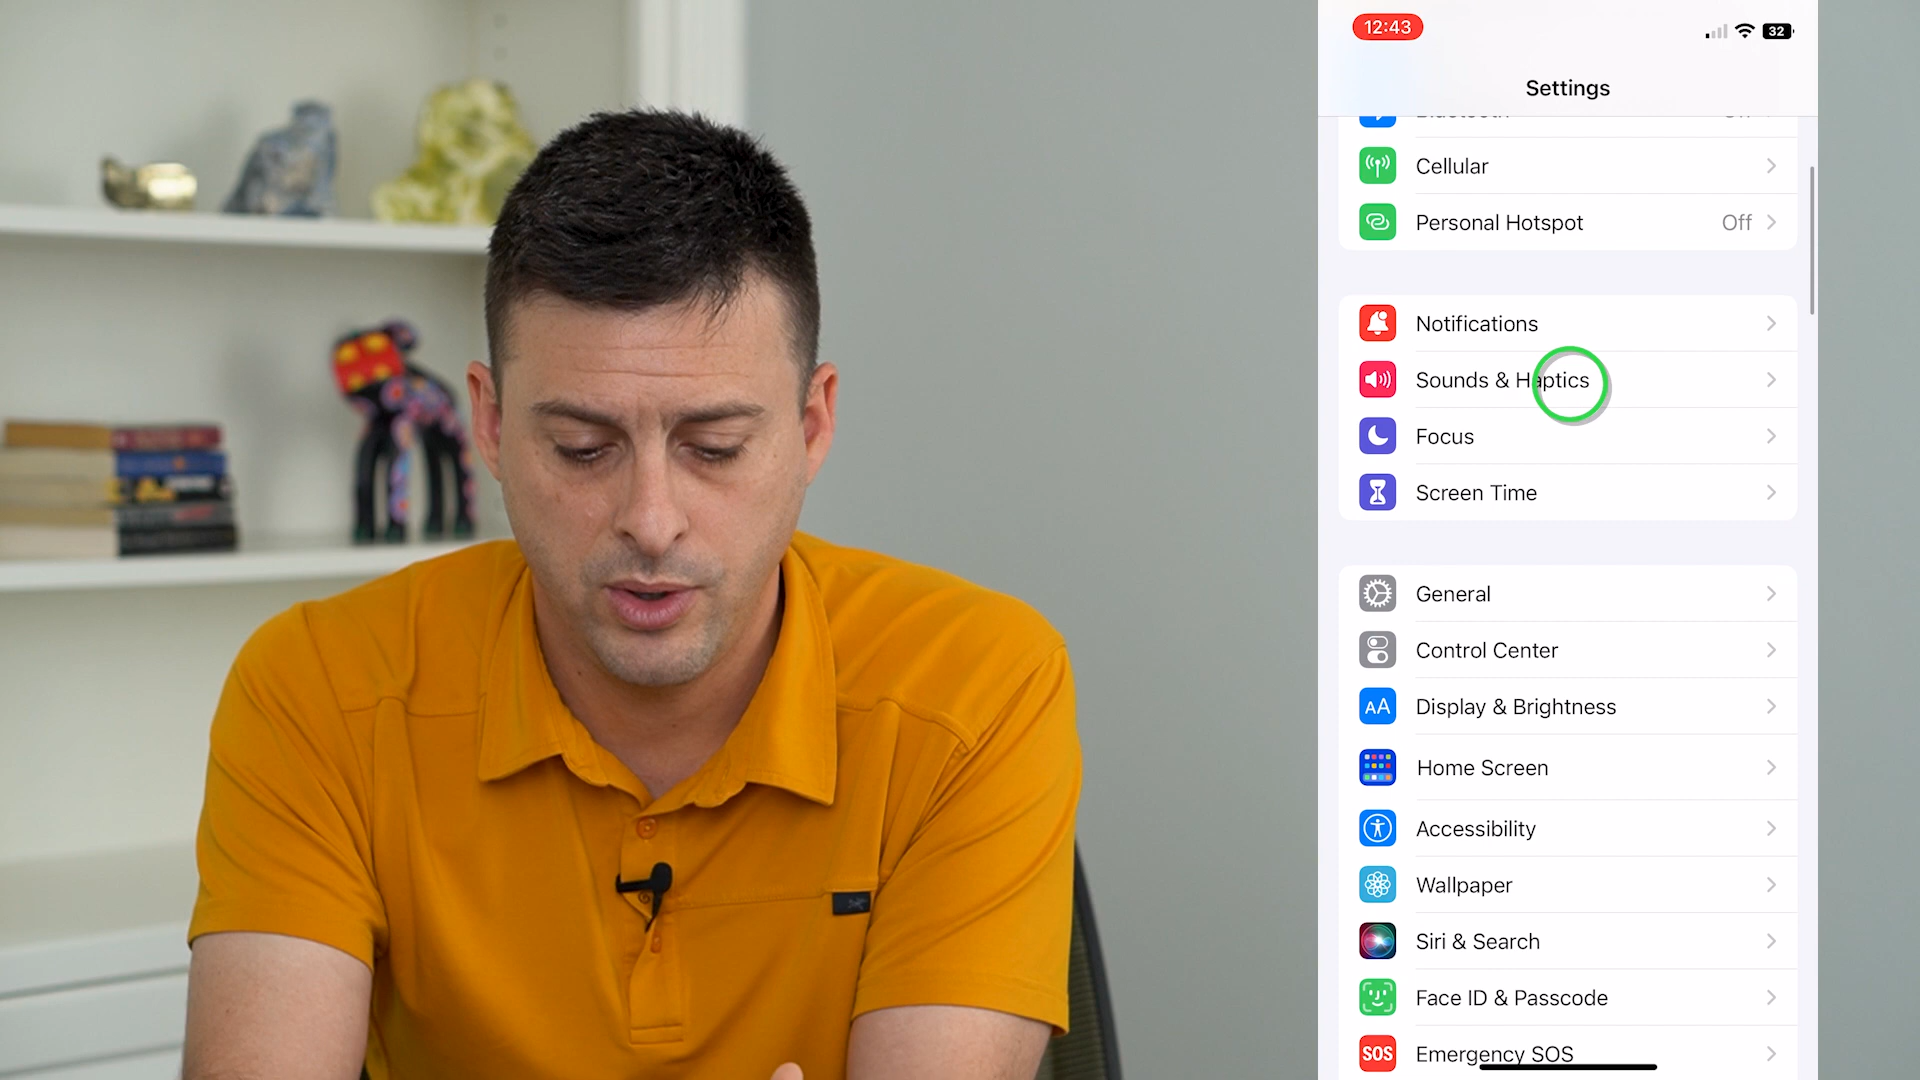 12:43
32
Settings
Cellular
Personal Hotspot Off
Notifications
Sounds & Haptics
Focus
Screen Time
General
Control Center
AA Display & Brightness
Home Screen
Accessibility
Wallpaper
Siri & Search
Face ID & Passcode
SOS Emergency SOS